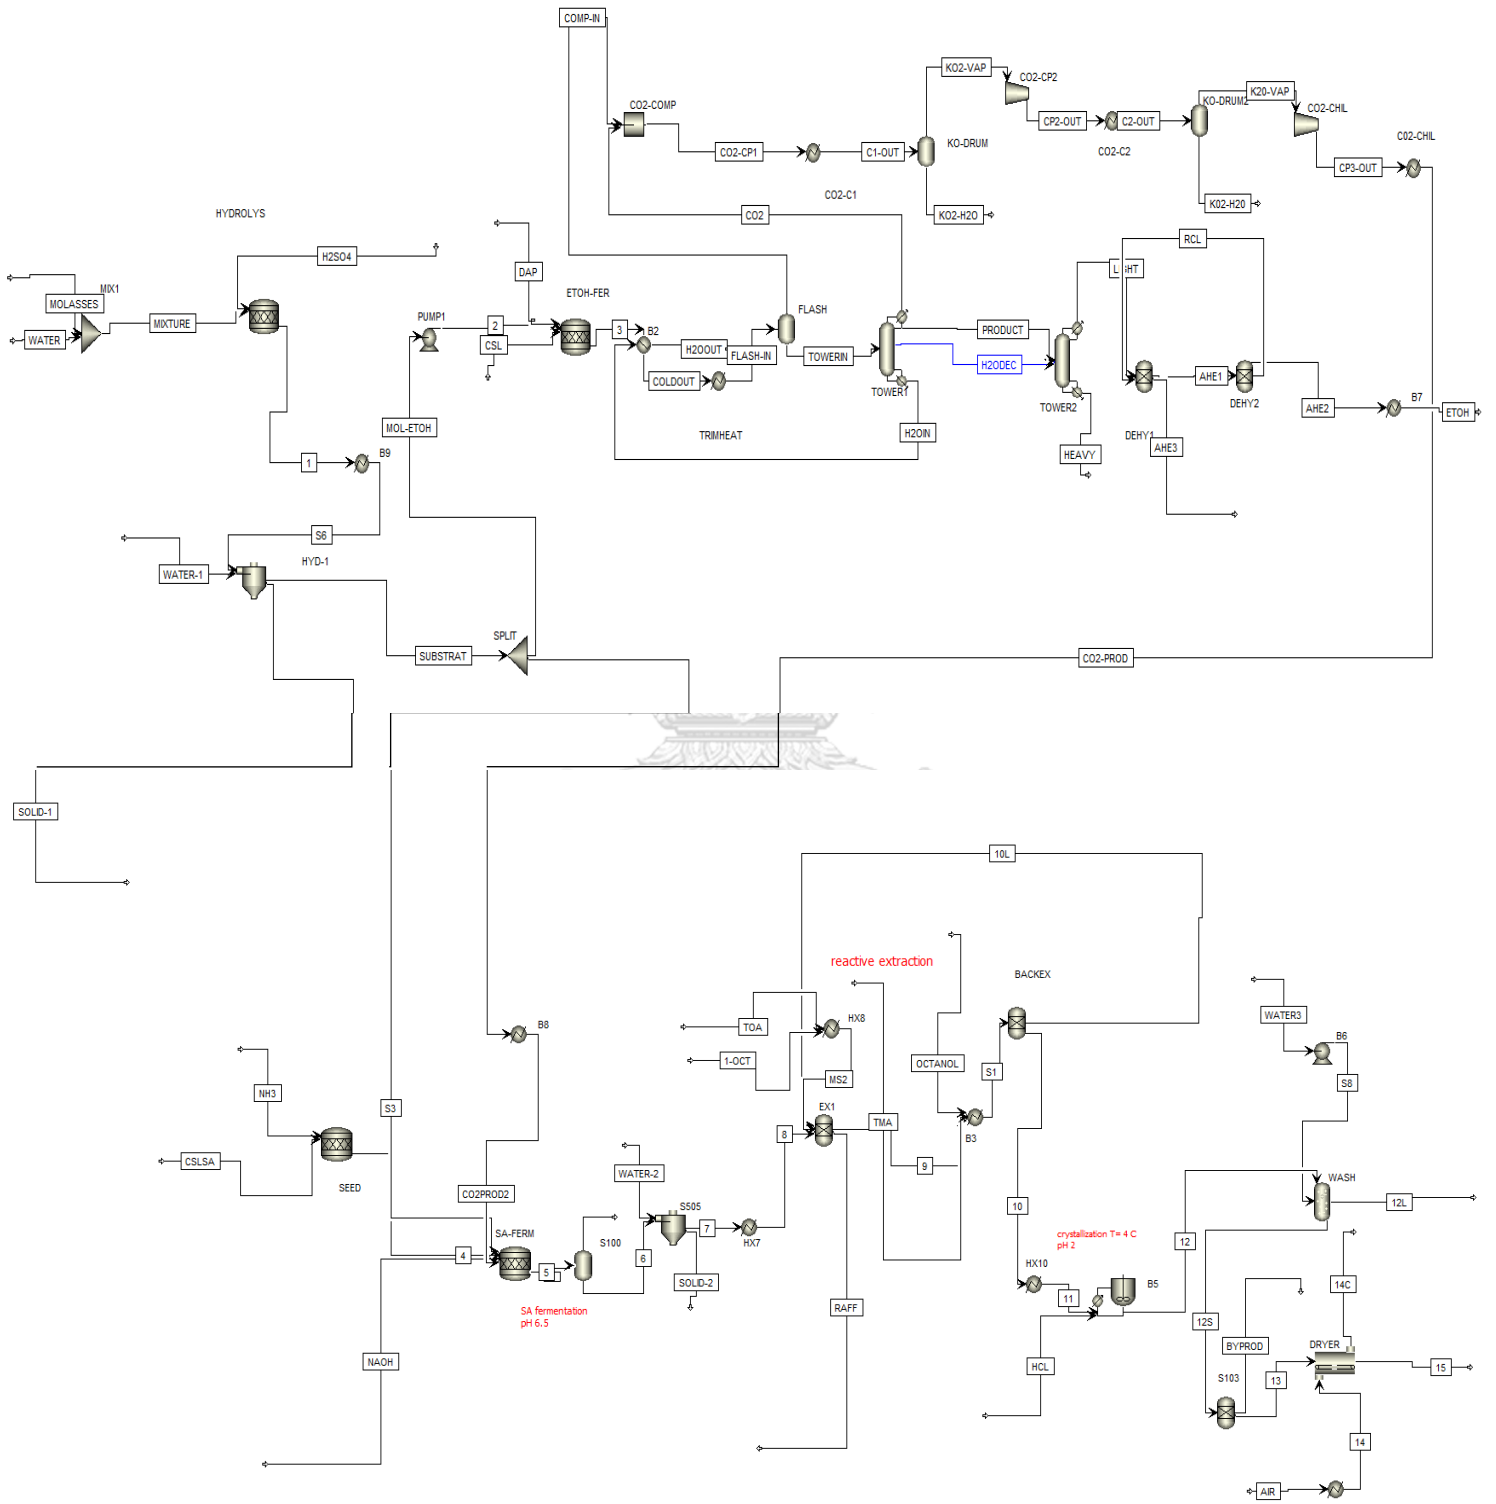 COMP-IN
KO2-VAP
CO2-CP2
K20-VAP
KO-DRUM2
CO2-CHIL
CO2-COMP
CP2-OUT
C2-OUT
C02-CHIL
KO-DRUM
CO2-CP1
C1-OUT
CO2-C2
CP3-OUT
CO2-C1
K02-H20
HYDROLYS
CO2
KO2-H2O
RCL
H2SO4
DAP
MIX1
ETOH-FER
MOLASSES
FLASH
PUMP1
2
MIXTURE
3
B2
PRODUCT
WATER
CSL
H2OOUT
FLASH-IN
TOWERIN
H2ODEC
COLDOUT
TOWER1
AHE1
DEHY2
B7
TOWER2
AHE2
ETOH
MOL-ETOH
TRIMHEAT
H2OIN
DEHY1
AHE3
HEAVY
1
B9
S6
HYD-1
WATER-1
SPLIT
SUBSTRAT
CO2-PROD
SOLID-1
10L
reactive extraction
BACKEX
TOA
HX8
WATER3
B8
B6
1-OCT
OCTANOL
S1
MS2
S8
NH3
S3
EX1
TMA
8
B3
CSLSA
9
WATER-2
SEED
CO2PROD2
WASH
12L
10
S505
SA-FERM
7
HX7
crystallization T= 4 C
pH 2
12
4
S100
6
5
SOLID-2
HX10
B5
14C
11
RAFF
SA fermentation
pH 6.5
12S
BYPROD
DRYER
NAOH
HCL
15
S103
13
14
AIR